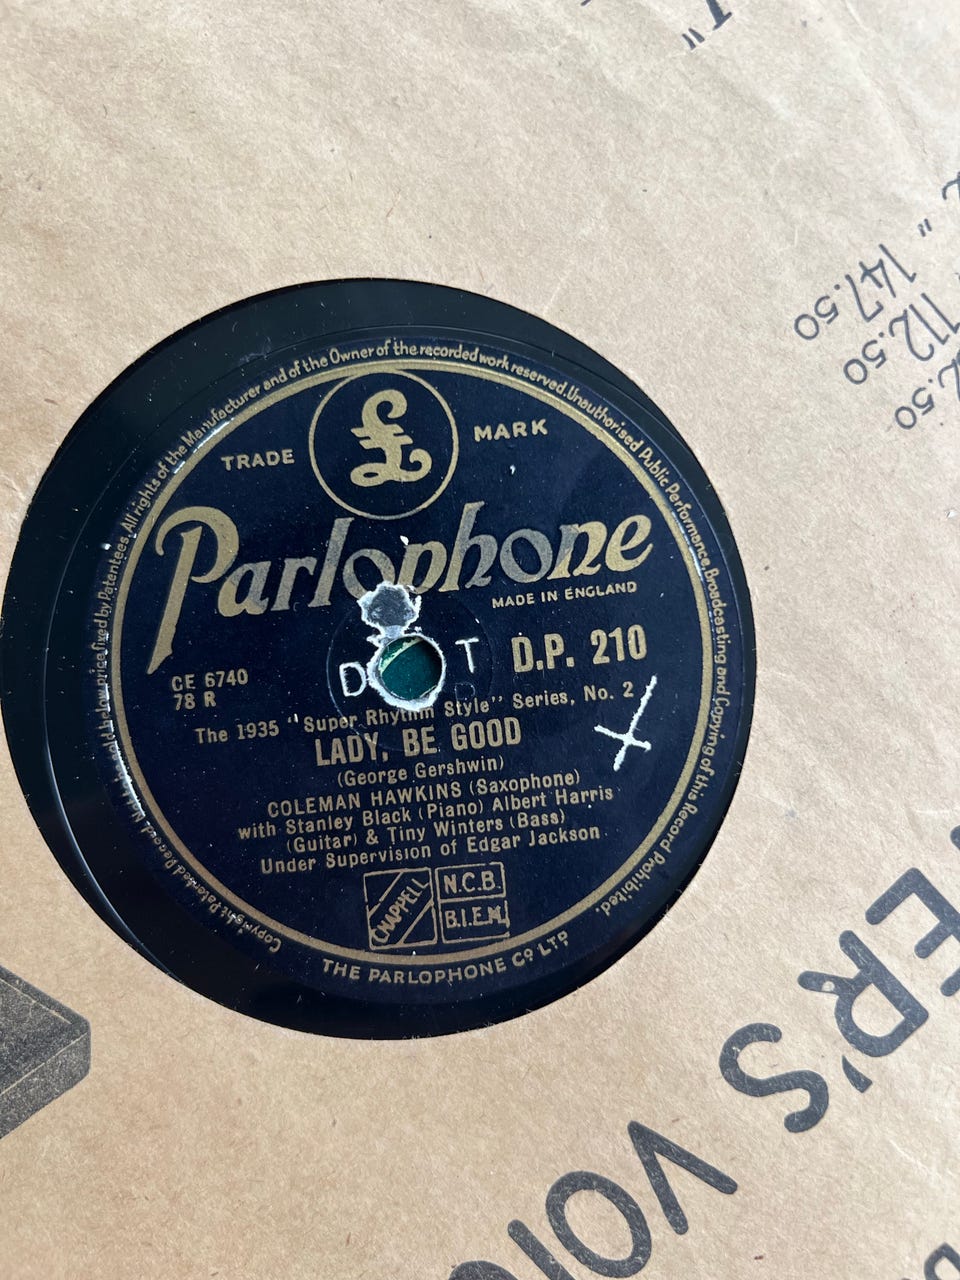 All rights of the Manufacturer and of the Owner of the recorded work reserved. Unauthorised Public Performance, Broadcasting and Copying of this Record Prohibited.
TRADE £ MARK
Parlophone
MADE IN ENGLAND
D T
D.P. 210
CE 6740
78 R
The 1935 "Super Rhythm Style" Series, No. 2
LADY, BE GOOD
(George Gershwin)
COLEMAN HAWKINS (Saxophone)
with Stanley Black (Piano) Albert Harris
(Guitar) & Tiny Winters (Bass)
Under Supervision of Edgar Jackson
CHAPPELL
N.C.B.
B.I.E.M.
THE PARLOPHONE Cº LTD
147.50
112.50
.50
ER'S VOI